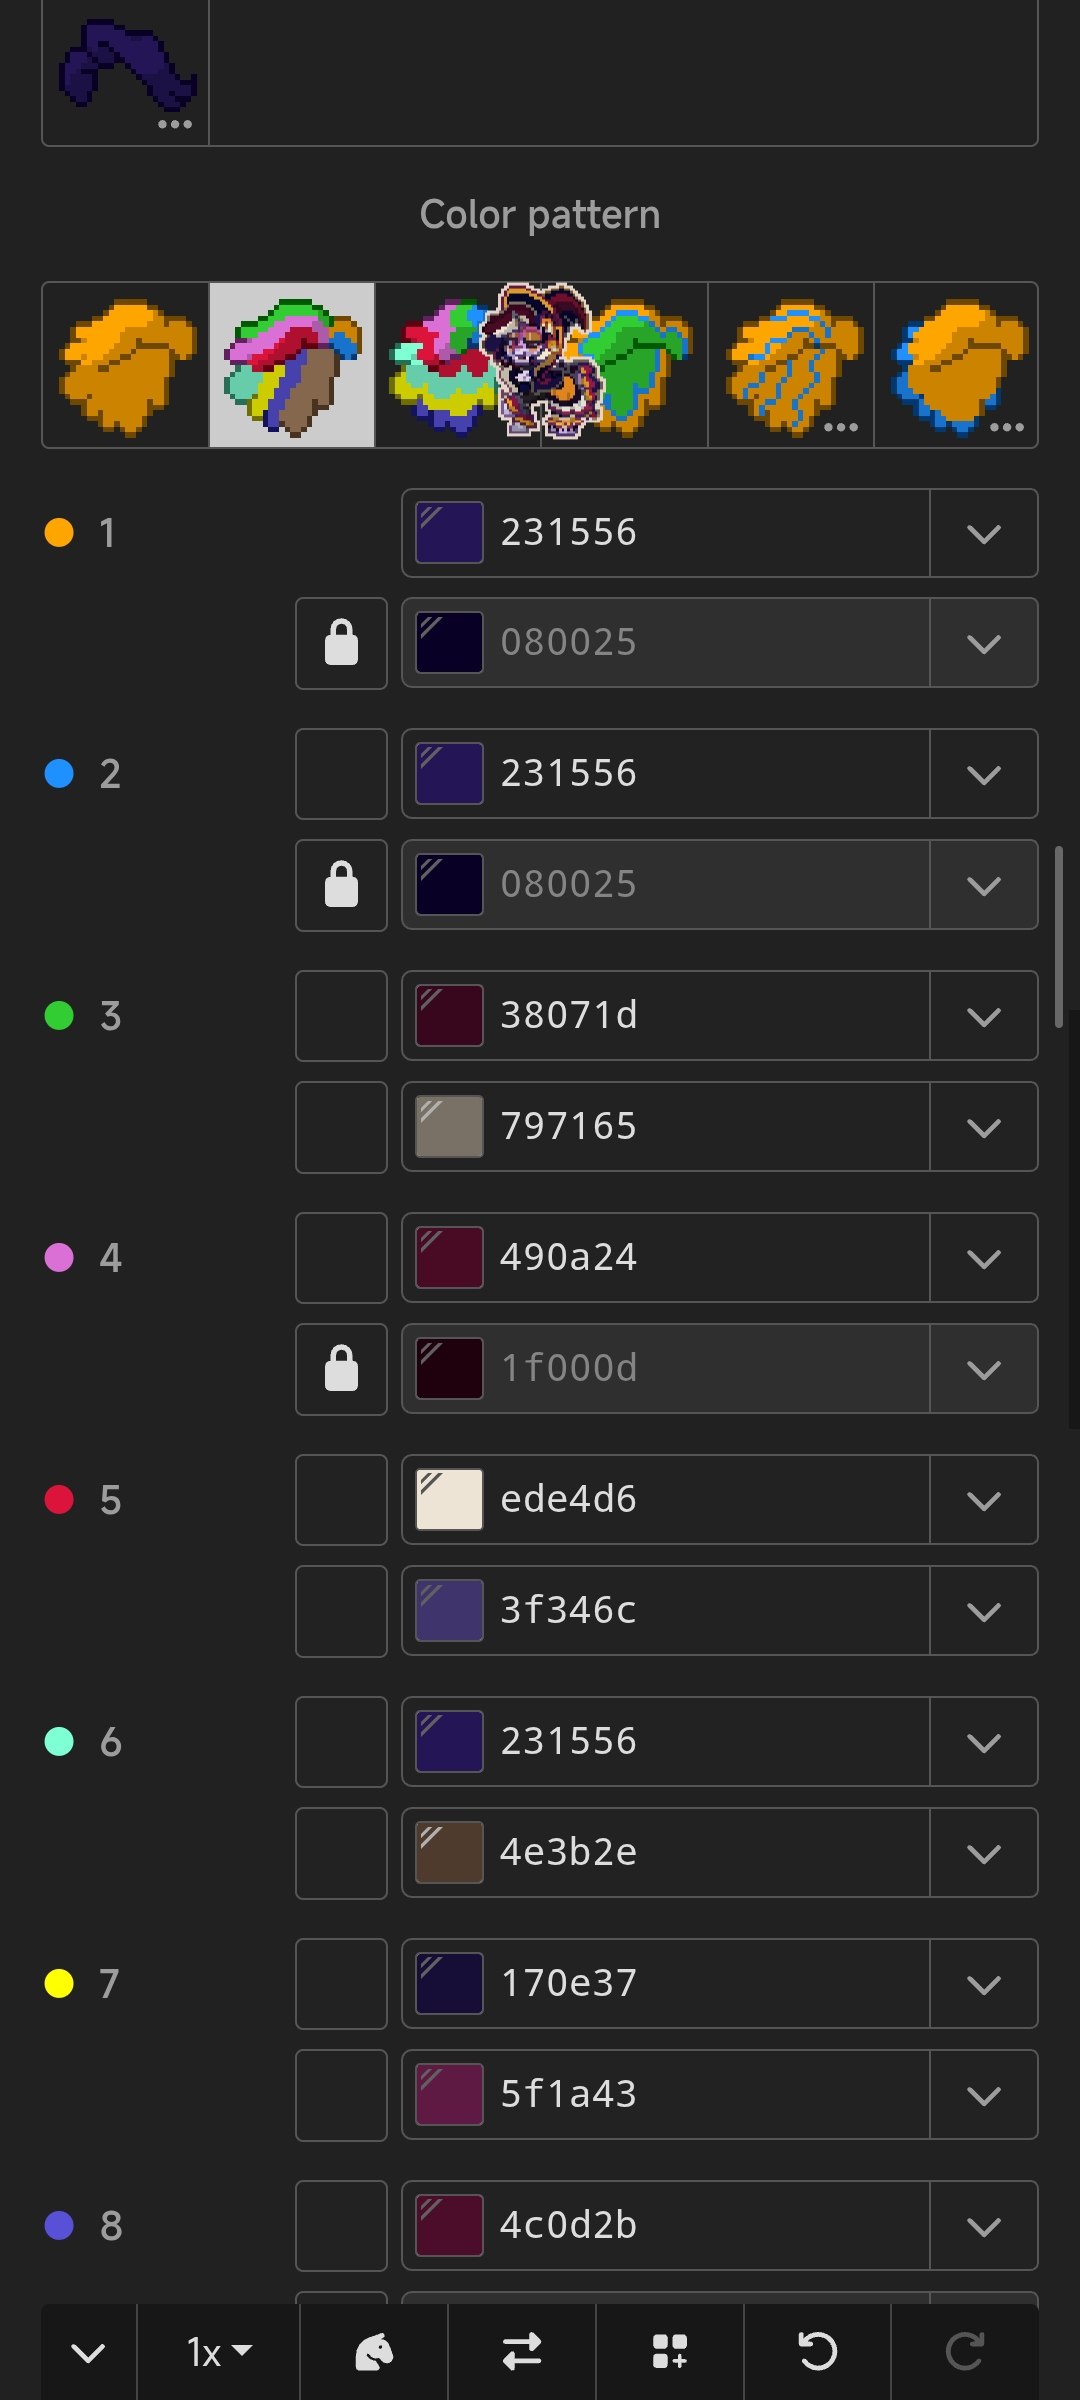 Color pattern
1 231556
080025
2 231556
080025
3 38071d
797165
4 490a24
1f000d
5 ede4d6
3f346c
6 231556
4e3b2e
7 170e37
5f1a43
8 4c0d2b
1x